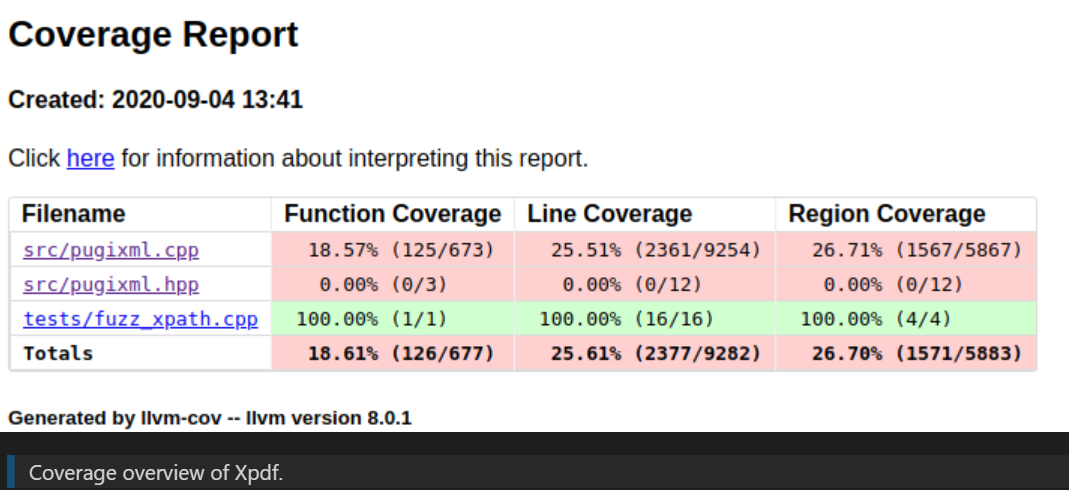 Coverage Report
Created: 2020-09-04 13:41
Click here for information about interpreting this report.
Filename Function Coverage Line Coverage Region Coverage
src/pugixml.cpp 18.57% (125/673) 25.51% (2361/9254) 26.71% (1567/5867)
src/pugixml.hpp 0.00% (0/3) 0.00% (0/12) 0.00% (0/12)
tests/fuzz_xpath.cpp 100.00% (1/1) 100.00% (16/16) 100.00% (4/4)
Totals 18.61% (126/677) 25.61% (2377/9282) 26.70% (1571/5883)
Generated by llvm-cov -- llvm version 8.0.1
Coverage overview of Xpdf.